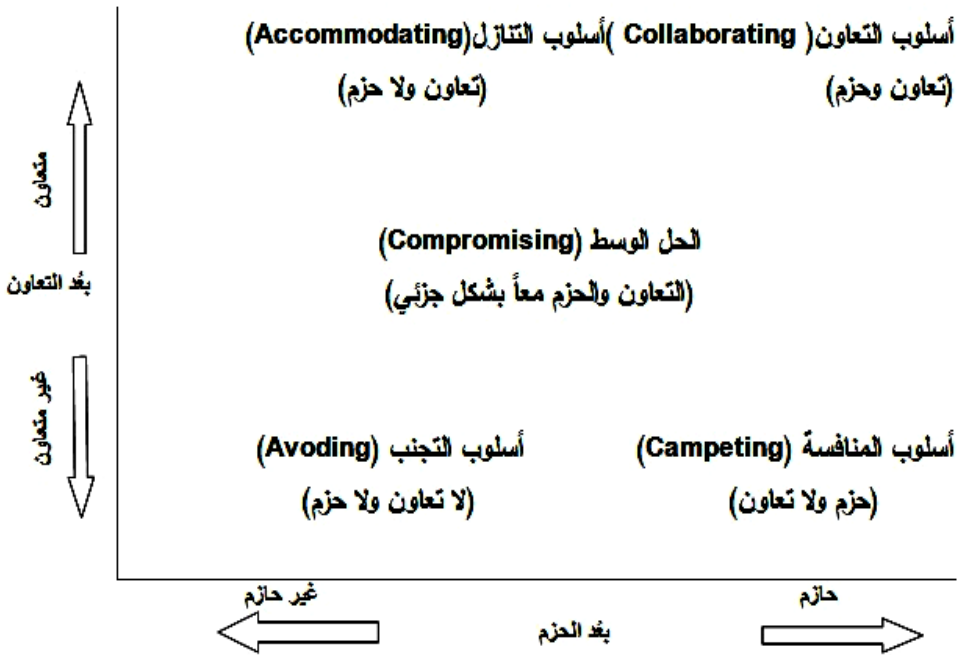 أسلوب التعاون( Collaborating )أسلوب التنازل(Accommodating)
(تعاون وحزم)
(تعاون ولا حزم)
متعاون
الحل الوسط (Compromising)
(التعاون والحزم معاً بشكل جزئي)
بعُد التعاون
غير متعاون
أسلوب المنافسة (Campeting)
(حزم ولا تعاون)
أسلوب التجنب (Avoding)
(لا تعاون ولا حزم)
حازم
بعُد الحزم
غير حازم